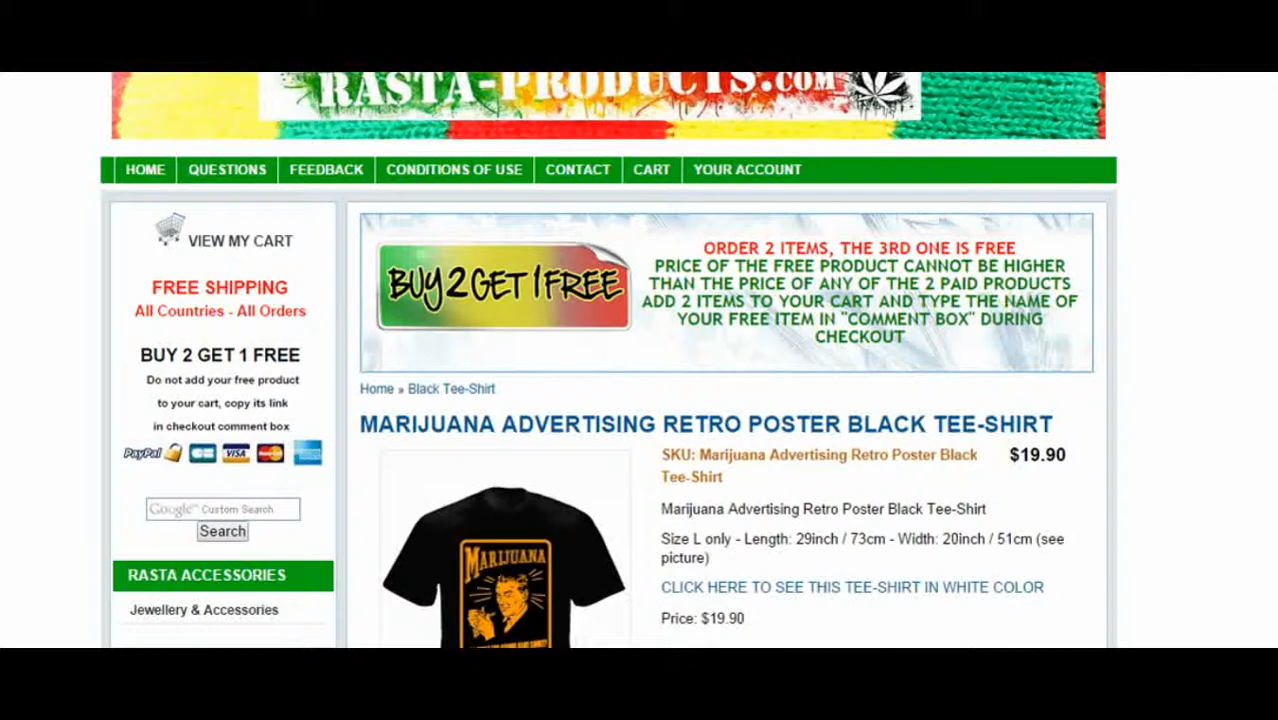 RASTA-PRODUCTS.COM
HOME QUESTIONS FEEDBACK CONDITIONS OF USE CONTACT CART YOUR ACCOUNT
VIEW MY CART
FREE SHIPPING
All Countries - All Orders
BUY 2 GET 1 FREE
Do not add your free product
to your cart, copy its link
in checkout comment box
PayPal VISA MasterCard
Google™ Custom Search
Search
RASTA ACCESSORIES
Jewellery & Accessories
BUY 2 GET 1 FREE
ORDER 2 ITEMS, THE 3RD ONE IS FREE
PRICE OF THE FREE PRODUCT CANNOT BE HIGHER
THAN THE PRICE OF ANY OF THE 2 PAID PRODUCTS
ADD 2 ITEMS TO YOUR CART AND TYPE THE NAME OF
YOUR FREE ITEM IN "COMMENT BOX" DURING
CHECKOUT
Home » Black Tee-Shirt
MARIJUANA ADVERTISING RETRO POSTER BLACK TEE-SHIRT
MARIJUANA
SKU: Marijuana Advertising Retro Poster Black
Tee-Shirt
$19.90
Marijuana Advertising Retro Poster Black Tee-Shirt
Size L only - Length: 29inch / 73cm - Width: 20inch / 51cm (see
picture)
CLICK HERE TO SEE THIS TEE-SHIRT IN WHITE COLOR
Price: $19.90